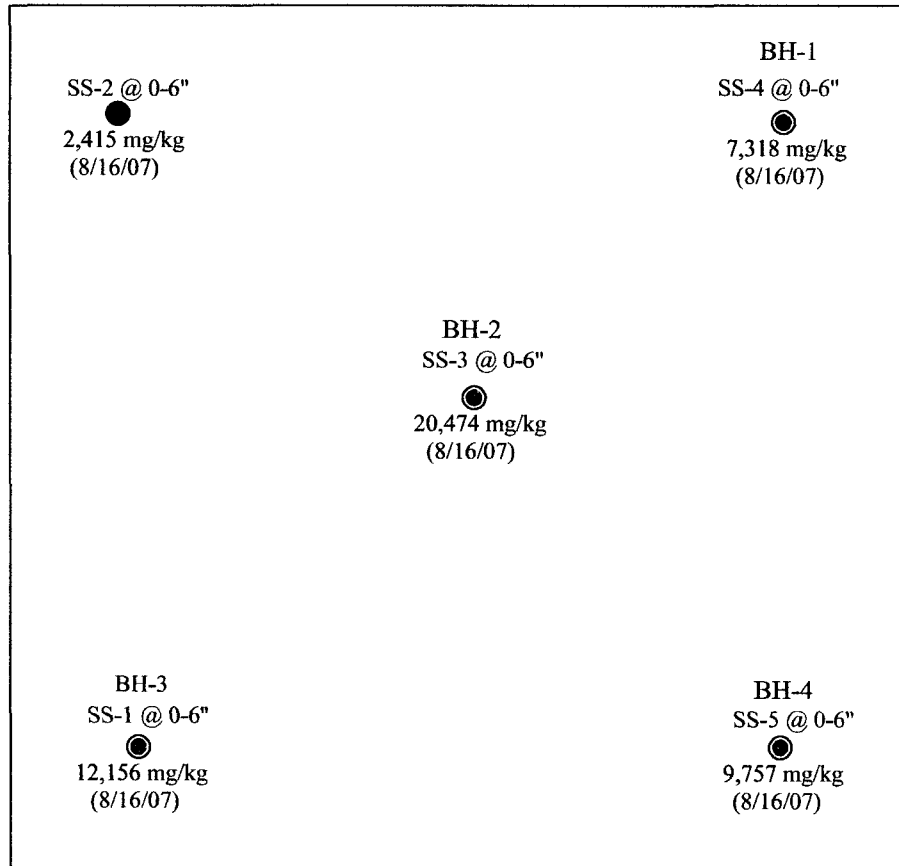 SS-2 @ 0-6"
2,415 mg/kg
(8/16/07)
BH-1
SS-4 @ 0-6"
7,318 mg/kg
(8/16/07)
BH-2
SS-3 @ 0-6"
20,474 mg/kg
(8/16/07)
BH-3
SS-1 @ 0-6"
12,156 mg/kg
(8/16/07)
BH-4
SS-5 @ 0-6"
9,757 mg/kg
(8/16/07)